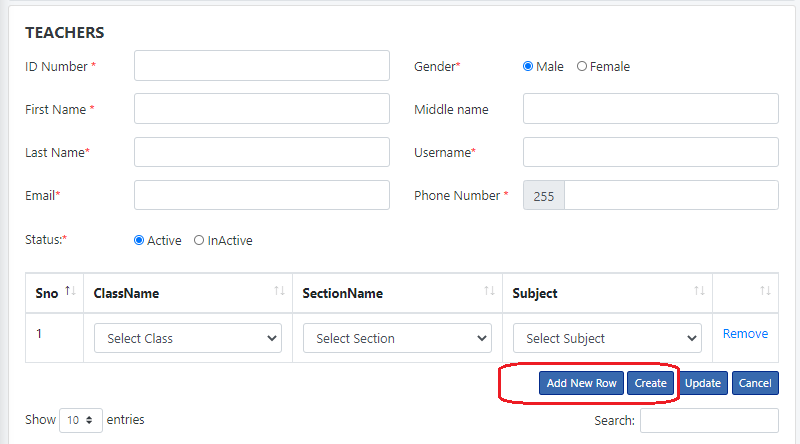 TEACHERS
ID Number * Gender* Male Female
First Name * Middle name
Last Name* Username*
Email* Phone Number * 255
Status:* Active InActive
Sno ClassName SectionName Subject
1 Select Class Select Section Select Subject Remove
Add New Row Create Update Cancel
Show 10 entries Search: